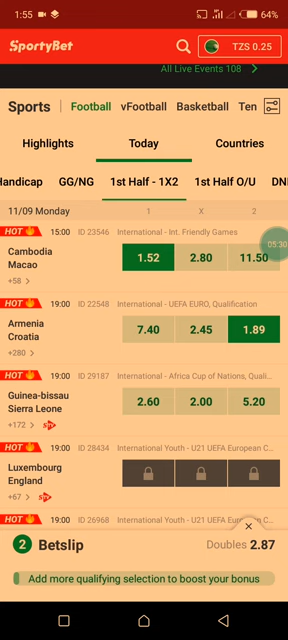 1:55
64%
SportyBet
TZS 0.25
All Live Events 108 >
Sports | Football vFootball Basketball Ten
Highlights Today Countries
Handicap GG/NG 1st Half - 1X2 1st Half O/U DN
11/09 Monday 1 X 2
HOT 15:00 ID 23546 International - Int. Friendly Games
Cambodia
Macao
1.52 2.80 11.50
+58 >
05:30
HOT 19:00 ID 22548 International - UEFA EURO, Qualification
Armenia
Croatia
7.40 2.45 1.89
+280 >
HOT 19:00 ID 29187 International - Africa Cup of Nations, Quali...
Guinea-bissau
Sierra Leone
2.60 2.00 5.20
+172 >
HOT 19:00 ID 28434 International Youth - U21 UEFA European C...
Luxembourg
England
+67 >
HOT 19:00 ID 26968 International Youth - U21 UEFA European C...
2 Betslip Doubles 2.87
Add more qualifying selection to boost your bonus